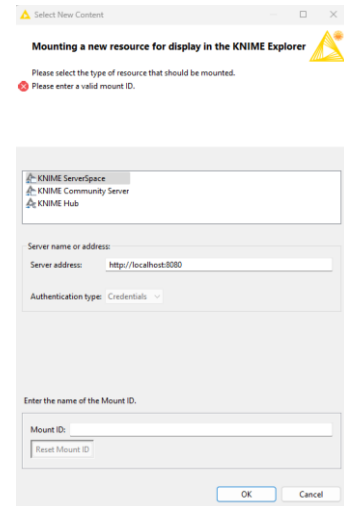 Select New Content
Mounting a new resource for display in the KNIME Explorer
Please select the type of resource that should be mounted.
Please enter a valid mount ID.
KNIME ServerSpace
KNIME Community Server
KNIME Hub
Server name or address:
Server address: http://localhost:8080
Authentication type: Credentials
Enter the name of the Mount ID.
Mount ID:
Reset Mount ID
OK Cancel